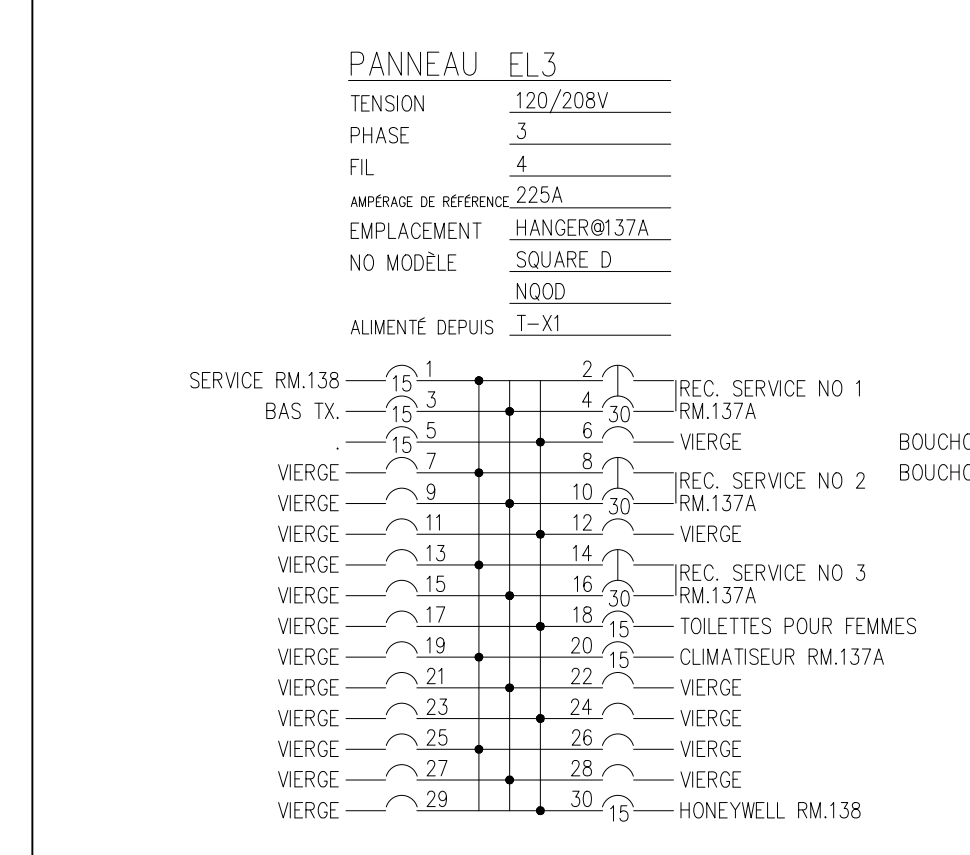 PANNEAU EL3
TENSION 120/208V
PHASE 3
FIL 4
AMPÉRAGE DE RÉFÉRENCE 225A
EMPLACEMENT HANGER@137A
NO MODÈLE SQUARE D
NQOD
ALIMENTÉ DEPUIS T-X1
SERVICE RM.138 15 1 2 REC. SERVICE NO 1
BAS TX. 15 3 4 30 RM.137A
. 15 5 6 VIERGE BOUCHO
VIERGE 7 8 REC. SERVICE NO 2 BOUCHO
VIERGE 9 10 30 RM.137A
VIERGE 11 12 VIERGE
VIERGE 13 14 REC. SERVICE NO 3
VIERGE 15 16 30 RM.137A
VIERGE 17 18 15 TOILETTES POUR FEMMES
VIERGE 19 20 15 CLIMATISEUR RM.137A
VIERGE 21 22 VIERGE
VIERGE 23 24 VIERGE
VIERGE 25 26 VIERGE
VIERGE 27 28 VIERGE
VIERGE 29 30 15 HONEYWELL RM.138